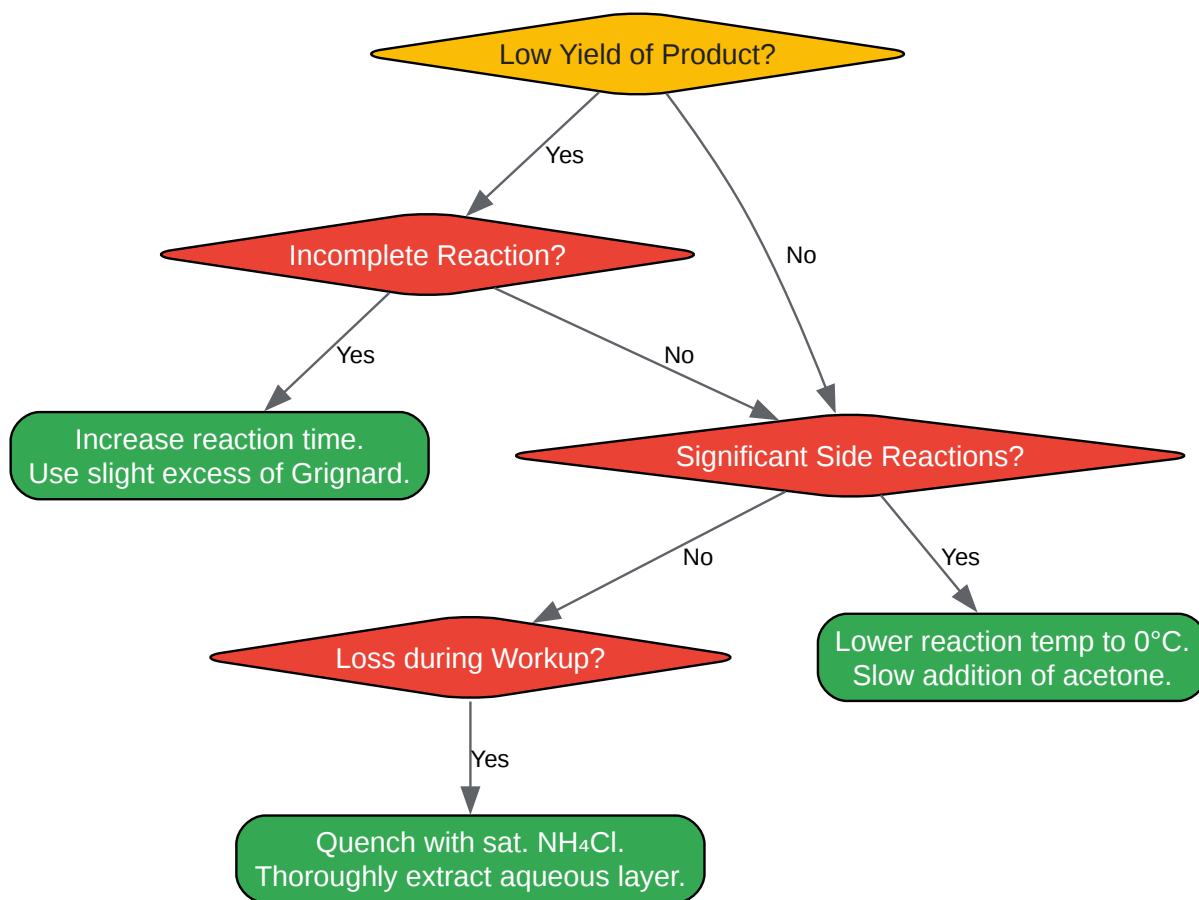 Low Yield of Product?
Yes
Incomplete Reaction?
No
Yes
No
Increase reaction time.
Use slight excess of Grignard.
Significant Side Reactions?
No
Yes
Loss during Workup?
Lower reaction temp to 0°C.
Slow addition of acetone.
Yes
Quench with sat. NH₄Cl.
Thoroughly extract aqueous layer.